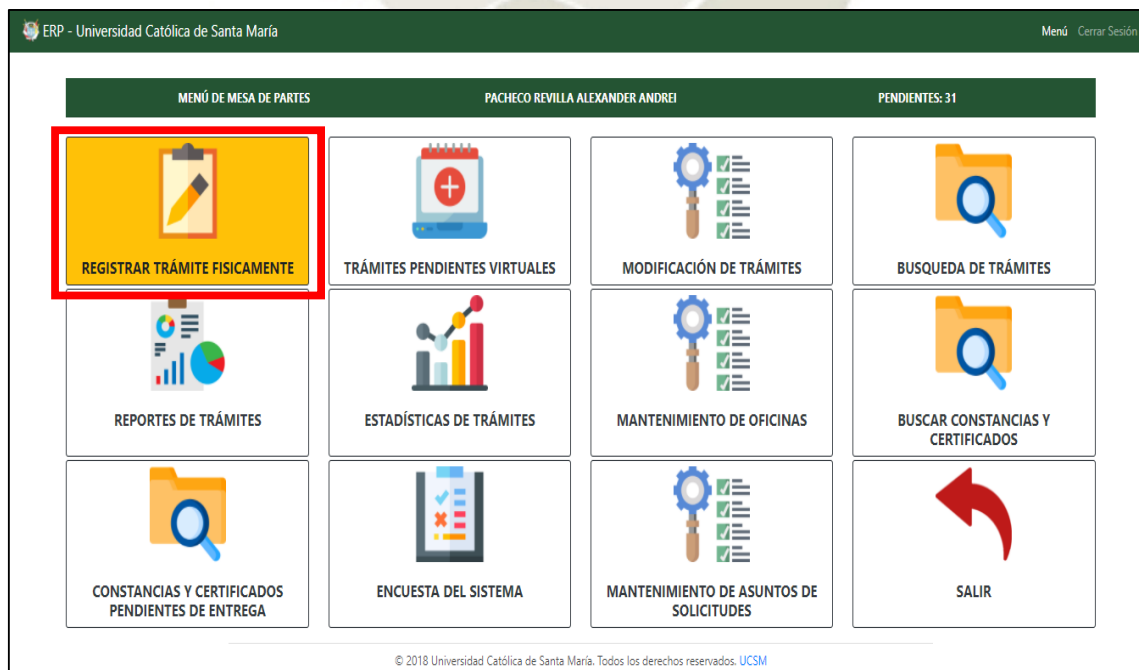 ERP - Universidad Católica de Santa María
Menú Cerrar Sesión
MENÚ DE MESA DE PARTES
PACHECO REVILLA ALEXANDER ANDREI
PENDIENTES: 31
REGISTRAR TRÁMITE FISICAMENTE
TRÁMITES PENDIENTES VIRTUALES
MODIFICACIÓN DE TRÁMITES
BUSQUEDA DE TRÁMITES
REPORTES DE TRÁMITES
ESTADÍSTICAS DE TRÁMITES
MANTENIMIENTO DE OFICINAS
BUSCAR CONSTANCIAS Y
CERTIFICADOS
CONSTANCIAS Y CERTIFICADOS
PENDIENTES DE ENTREGA
ENCUESTA DEL SISTEMA
MANTENIMIENTO DE ASUNTOS DE
SOLICITUDES
SALIR
© 2018 Universidad Católica de Santa María. Todos los derechos reservados. UCSM